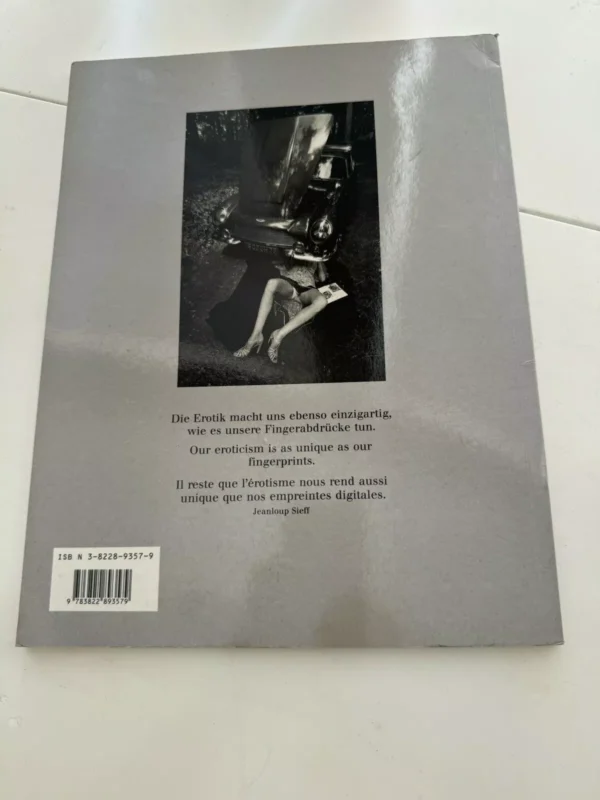 Die Erotik macht uns ebenso einzigartig,
wie es unsere Fingerabdrücke tun.
Our eroticism is as unique as our
fingerprints.
Il reste que l'érotisme nous rend aussi
unique que nos empreintes digitales.
Jeanloup Sieff
ISB N 3-8228-9357-9
9 783822 893579